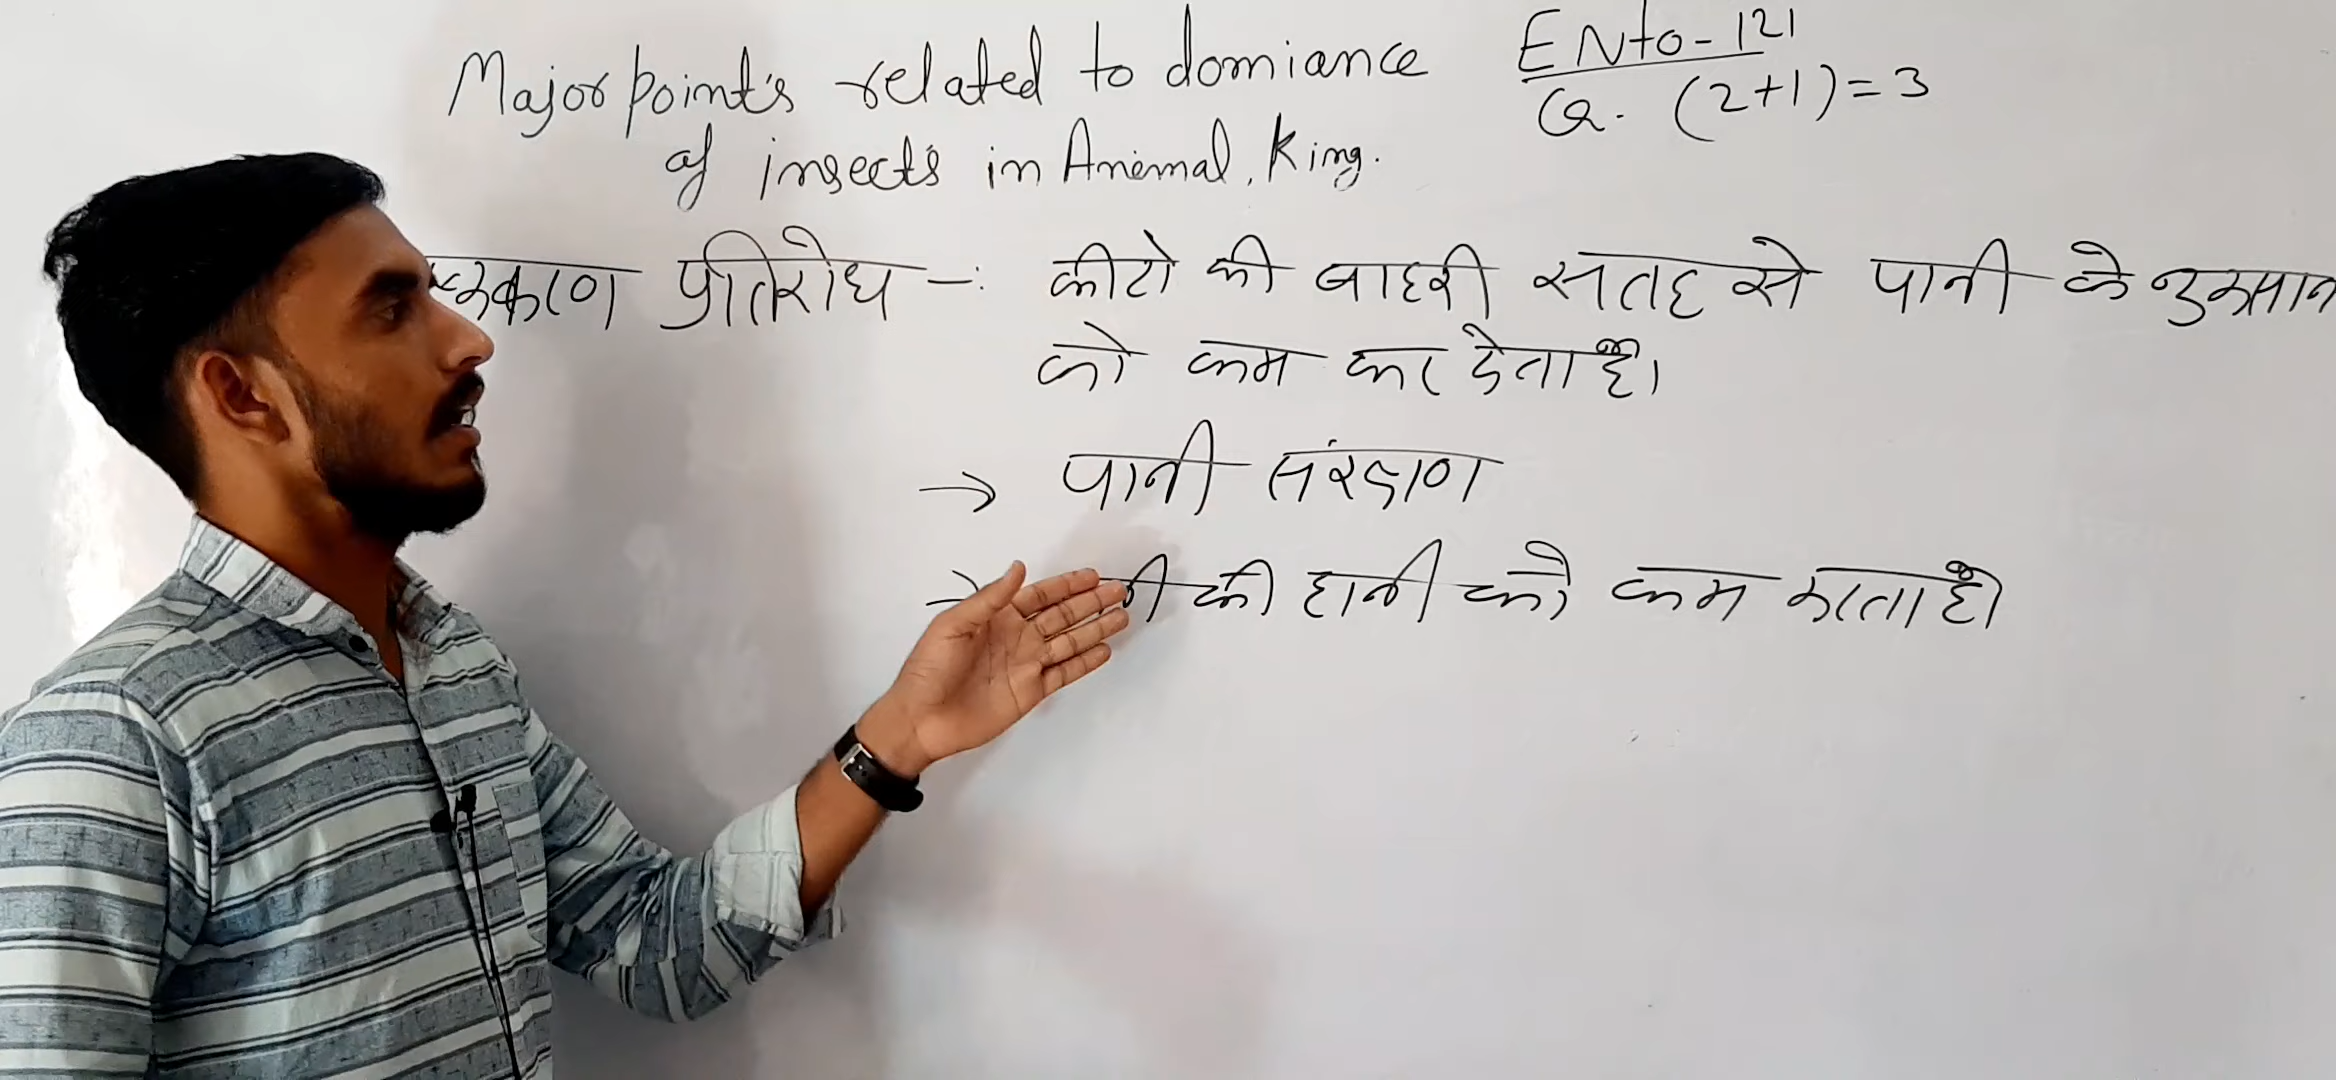 Major points related to domiance
of insects in Animal. King.
ENto-121
Q. (2+1)=3
प्रतिरोध -: कीटो की बाहरी सतह से पानी के नुकसान
को कम कर देता है।
→ पानी संरक्षण
→ की हानी को कम करता है।